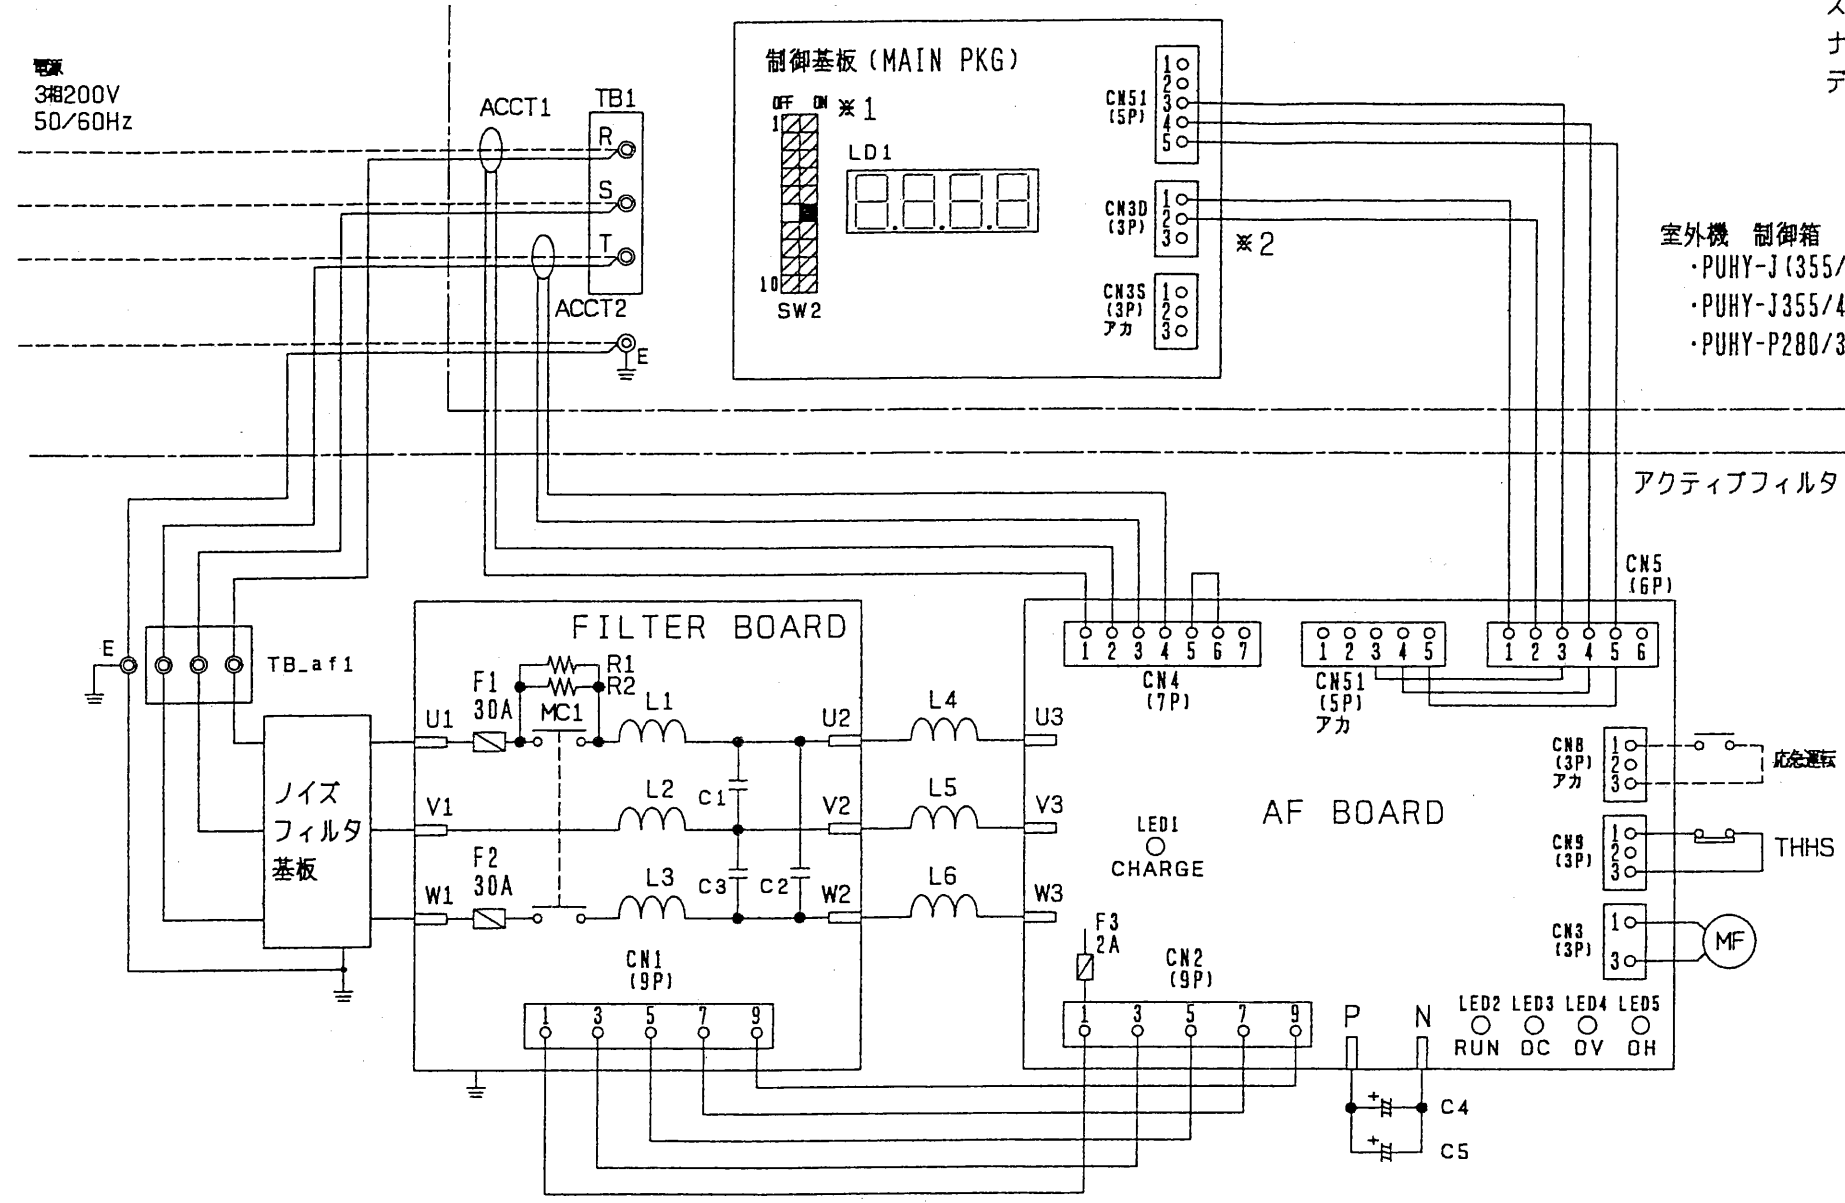 電源
3相200V
50/60Hz
ACCT1
TB1
R
S
T
ACCT2
E
制御基板(MAIN PKG)
OFF ON ※1
1
10
SW2
LD1
CN51
(5P)
1
2
3
4
5
CN3D
(3P)
1
2
3
※2
CN3S
(3P)
アカ
1
2
3
ス
ナ
デ
室外機 制御箱
・PUHY-J(355/
・PUHY-J355/4
・PUHY-P280/3
アクティブフィルタ
E
TB_af1
ノイズ
フィルタ
基板
FILTER BOARD
R1
R2
F1
30A
MC1
L1
U1
U2
L2
C1
V1
V2
F2
30A
L3
C3
C2
W1
W2
CN1
(9P)
1 3 5 7 9
L4
L5
L6
U3
V3
W3
1 2 3 4 5 6 7
CN4
(7P)
1 2 3 4 5
CN51
(5P)
アカ
CN5
(6P)
1 2 3 4 5 6
AF BOARD
LED1
CHARGE
CN8
(3P)
アカ
1
2
3
応急運転
CN9
(3P)
1
2
3
THHS
CN3
(3P)
1
3
MF
F3
2A
CN2
(9P)
1 3 5 7 9
P N
LED2 LED3 LED4 LED5
RUN OC OV OH
+
C4
+
C5